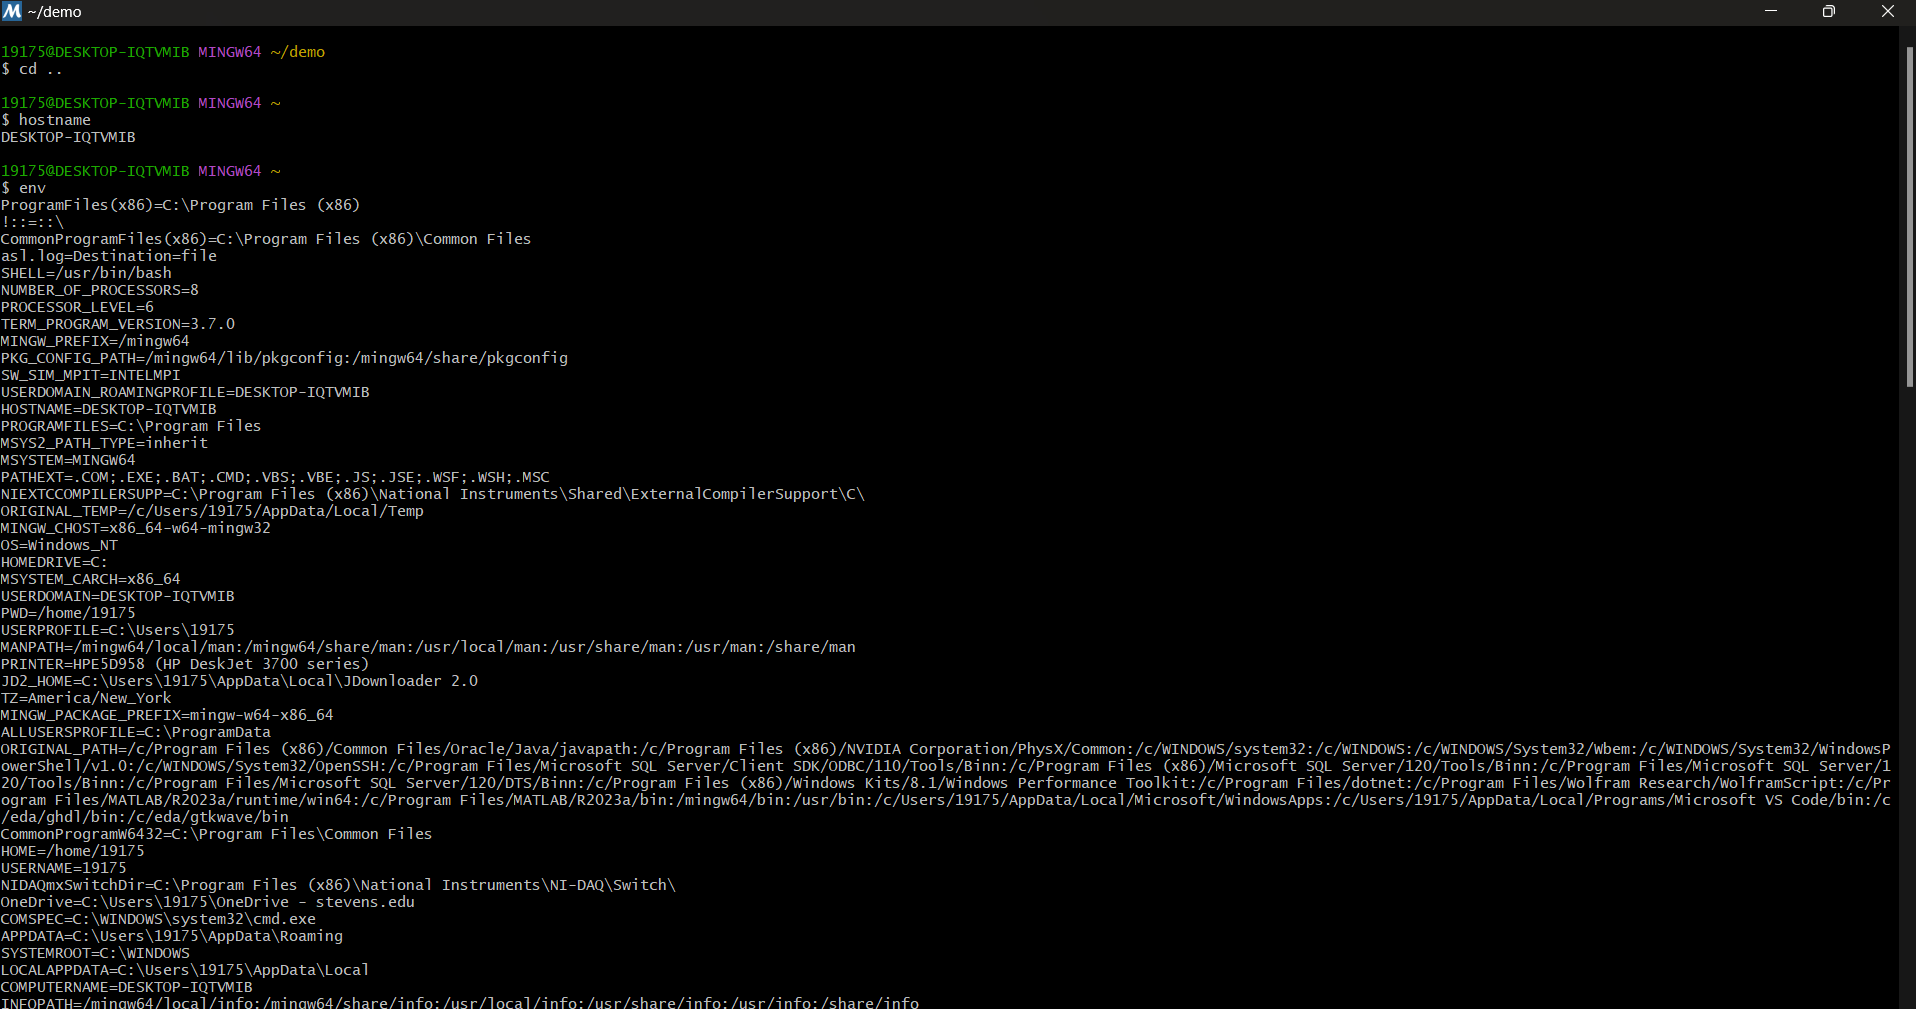 ~/demo
19175@DESKTOP-IQTVMIB MINGW64 ~/demo
$ cd ..
19175@DESKTOP-IQTVMIB MINGW64 ~
$ hostname
DESKTOP-IQTVMIB
19175@DESKTOP-IQTVMIB MINGW64 ~
$ env
ProgramFiles(x86)=C:\Program Files (x86)
!::=::\
CommonProgramFiles(x86)=C:\Program Files (x86)\Common Files
asl.log=Destination=file
SHELL=/usr/bin/bash
NUMBER_OF_PROCESSORS=8
PROCESSOR_LEVEL=6
TERM_PROGRAM_VERSION=3.7.0
MINGW_PREFIX=/mingw64
PKG_CONFIG_PATH=/mingw64/lib/pkgconfig:/mingw64/share/pkgconfig
SW_SIM_MPIT=INTELMPI
USERDOMAIN_ROAMINGPROFILE=DESKTOP-IQTVMIB
HOSTNAME=DESKTOP-IQTVMIB
PROGRAMFILES=C:\Program Files
MSYS2_PATH_TYPE=inherit
MSYSTEM=MINGW64
PATHEXT=.COM;.EXE;.BAT;.CMD;.VBS;.VBE;.JS;.JSE;.WSF;.WSH;.MSC
NIEXTCCOMPILERSUPP=C:\Program Files (x86)\National Instruments\Shared\ExternalCompilerSupport\C\
ORIGINAL_TEMP=/c/Users/19175/AppData/Local/Temp
MINGW_CHOST=x86_64-w64-mingw32
OS=Windows_NT
HOMEDRIVE=C:
MSYSTEM_CARCH=x86_64
USERDOMAIN=DESKTOP-IQTVMIB
PWD=/home/19175
USERPROFILE=C:\Users\19175
MANPATH=/mingw64/local/man:/mingw64/share/man:/usr/local/man:/usr/share/man:/usr/man:/share/man
PRINTER=HPE5D958 (HP DeskJet 3700 series)
JD2_HOME=C:\Users\19175\AppData\Local\JDownloader 2.0
TZ=America/New_York
MINGW_PACKAGE_PREFIX=mingw-w64-x86_64
ALLUSERSPROFILE=C:\ProgramData
ORIGINAL_PATH=/c/Program Files (x86)/Common Files/Oracle/Java/javapath:/c/Program Files (x86)/NVIDIA Corporation/PhysX/Common:/c/WINDOWS/system32:/c/WINDOWS:/c/WINDOWS/System32/Wbem:/c/WINDOWS/System32/WindowsP
owerShell/v1.0:/c/WINDOWS/System32/OpenSSH:/c/Program Files/Microsoft SQL Server/Client SDK/ODBC/110/Tools/Binn:/c/Program Files (x86)/Microsoft SQL Server/120/Tools/Binn:/c/Program Files/Microsoft SQL Server/1
20/Tools/Binn:/c/Program Files/Microsoft SQL Server/120/DTS/Binn:/c/Program Files (x86)/Windows Kits/8.1/Windows Performance Toolkit:/c/Program Files/dotnet:/c/Program Files/Wolfram Research/WolframScript:/c/Pr
ogram Files/MATLAB/R2023a/runtime/win64:/c/Program Files/MATLAB/R2023a/bin:/mingw64/bin:/usr/bin:/c/Users/19175/AppData/Local/Microsoft/WindowsApps:/c/Users/19175/AppData/Local/Programs/Microsoft VS Code/bin:/c
/eda/ghdl/bin:/c/eda/gtkwave/bin
CommonProgramW6432=C:\Program Files\Common Files
HOME=/home/19175
USERNAME=19175
NIDAQmxSwitchDir=C:\Program Files (x86)\National Instruments\NI-DAQ\Switch\
OneDrive=C:\Users\19175\OneDrive - stevens.edu
COMSPEC=C:\WINDOWS\system32\cmd.exe
APPDATA=C:\Users\19175\AppData\Roaming
SYSTEMROOT=C:\WINDOWS
LOCALAPPDATA=C:\Users\19175\AppData\Local
COMPUTERNAME=DESKTOP-IQTVMIB
INFOPATH=/mingw64/local/info:/mingw64/share/info:/usr/local/info:/usr/share/info:/usr/info:/share/info